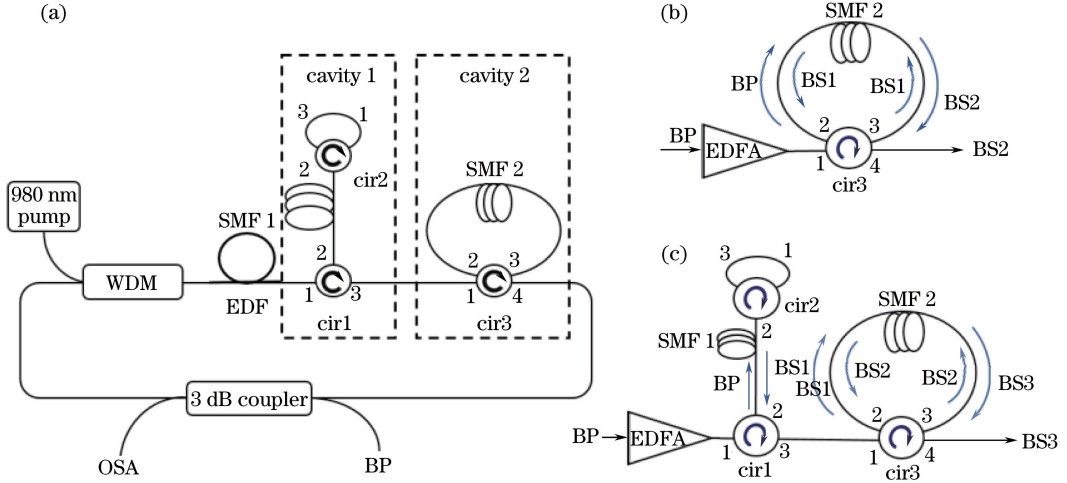 (a)
cavity 1
cavity 2
3
1
2
cir2
SMF 2
980 nm
pump
SMF 1
WDM
EDF
2
1
3
cir1
2
3
1
4
cir3
3 dB coupler
OSA
BP
(b)
SMF 2
BP
BS1
BS1
BS2
BP
EDFA
2
3
1
4
cir3
BS2
(c)
3
1
cir2
2
SMF 1
BP
BS1
SMF 2
BS1
BS2
BS2
BS3
BP
EDFA
2
1
3
cir1
2
3
1
4
cir3
BS3